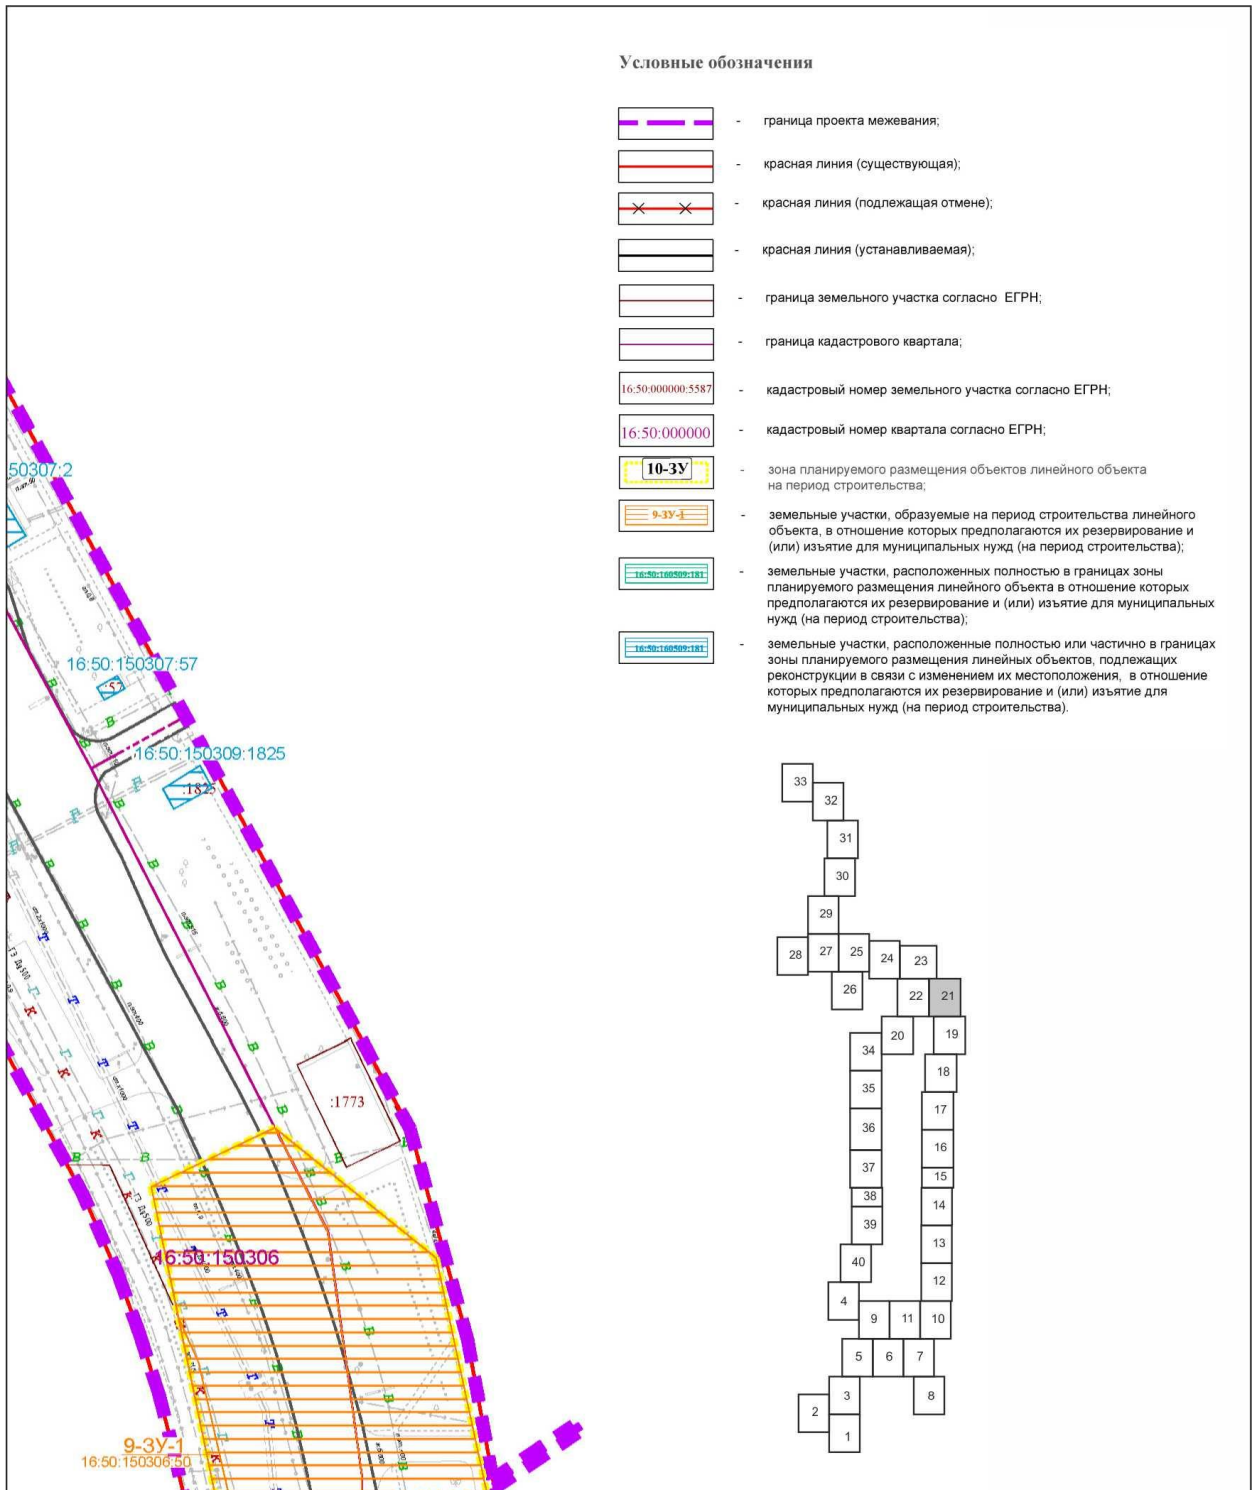 Условные обозначения
- граница проекта межевания;
- красная линия (существующая);
- красная линия (подлежащая отмене);
- красная линия (устанавливаемая);
- граница земельного участка согласно ЕГРН;
- граница кадастрового квартала;
16:50:000000:5587 - кадастровый номер земельного участка согласно ЕГРН;
16:50:000000 - кадастровый номер квартала согласно ЕГРН;
10-ЗУ - зона планируемого размещения объектов линейного объекта
на период строительства;
9-ЗУ-1 - земельные участки, образуемые на период строительства линейного
объекта, в отношение которых предполагаются их резервирование и
(или) изъятие для муниципальных нужд (на период строительства);
16:50:160509:181 - земельные участки, расположенных полностью в границах зоны
планируемого размещения линейного объекта в отношение которых
предполагаются их резервирование и (или) изъятие для муниципальных
нужд (на период строительства);
16:50:160509:181 - земельные участки, расположенные полностью или частично в границах
зоны планируемого размещения линейных объектов, подлежащих
реконструкции в связи с изменением их местоположения, в отношение
которых предполагаются их резервирование и (или) изъятие для
муниципальных нужд (на период строительства).
50307:2
16:50:150307:57
:57
16:50:150309:1825
:1825
:1773
16:50:150306
9-ЗУ-1
16:50:150306:50
33
32
31
30
29
28 27 25 24 23
26 22 21
20 19
34 18
35
36 17
16
37 15
38 14
39 13
40 12
4
9 11 10
5 6 7
3 8
2
1